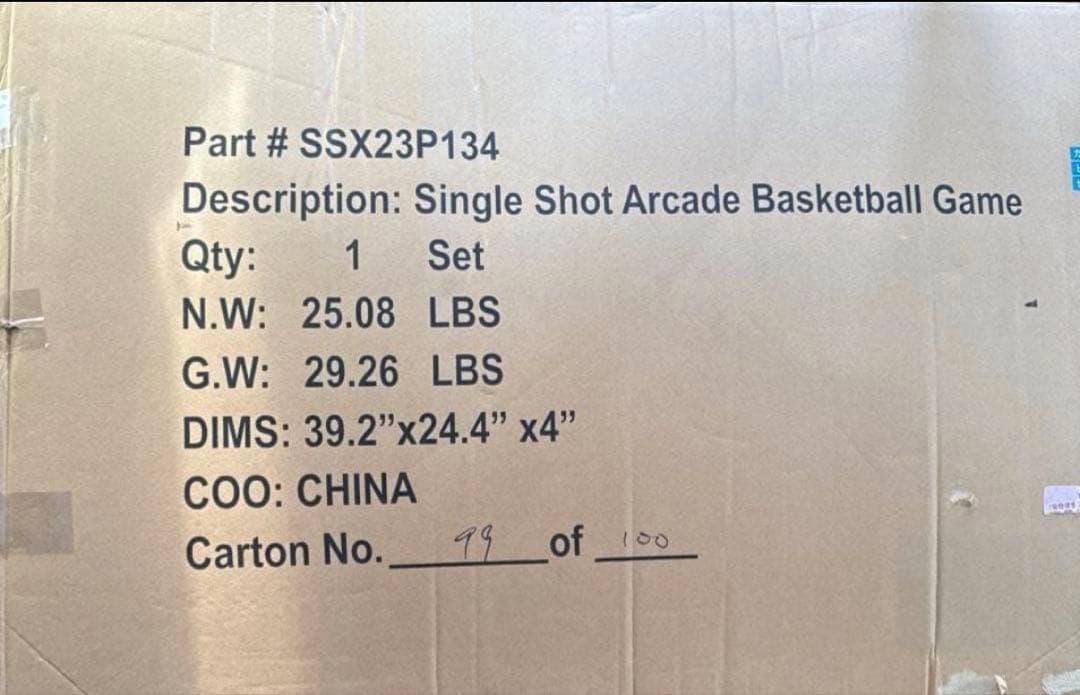 Part # SSX23P134
Description: Single Shot Arcade Basketball Game
Qty: 1 Set
N.W: 25.08 LBS
G.W: 29.26 LBS
DIMS: 39.2”x24.4” x4”
COO: CHINA
Carton No. 99 of 100